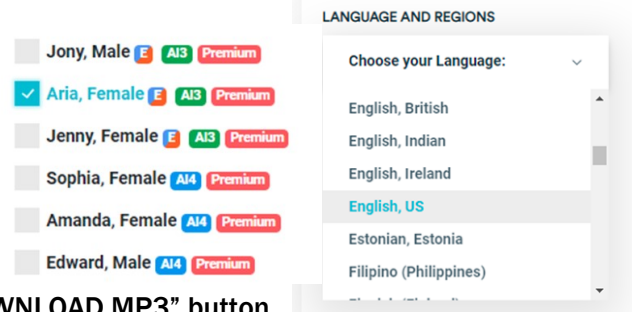 Jony, Male E AI3 Premium
Aria, Female E AI3 Premium
Jenny, Female E AI3 Premium
Sophia, Female AI4 Premium
Amanda, Female AI4 Premium
Edward, Male AI4 Premium
WNLOAD MP3” button
LANGUAGE AND REGIONS
Choose your Language:
English, British
English, Indian
English, Ireland
English, US
Estonian, Estonia
Filipino (Philippines)